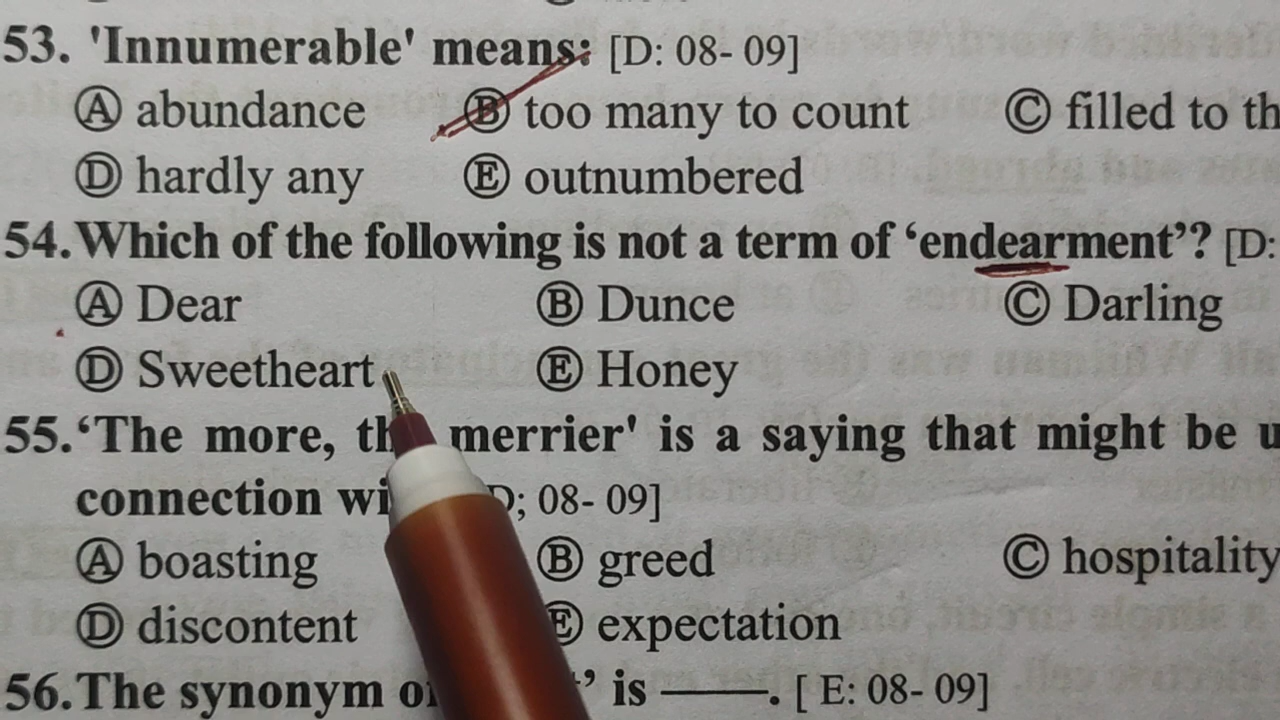 53. 'Innumerable' means: [D: 08- 09]
Ⓐ abundance Ⓑ too many to count Ⓒ filled to th
Ⓓ hardly any Ⓔ outnumbered
54. Which of the following is not a term of ‘endearment’? [D:
Ⓐ Dear Ⓑ Dunce Ⓒ Darling
Ⓓ Sweetheart Ⓔ Honey
55. ‘The more, merrier' is a saying that might be u
connection D; 08- 09]
Ⓐ boasting Ⓑ greed Ⓒ hospitality
Ⓓ discontent Ⓔ expectation
56. The synonym is ——. [ E: 08- 09]